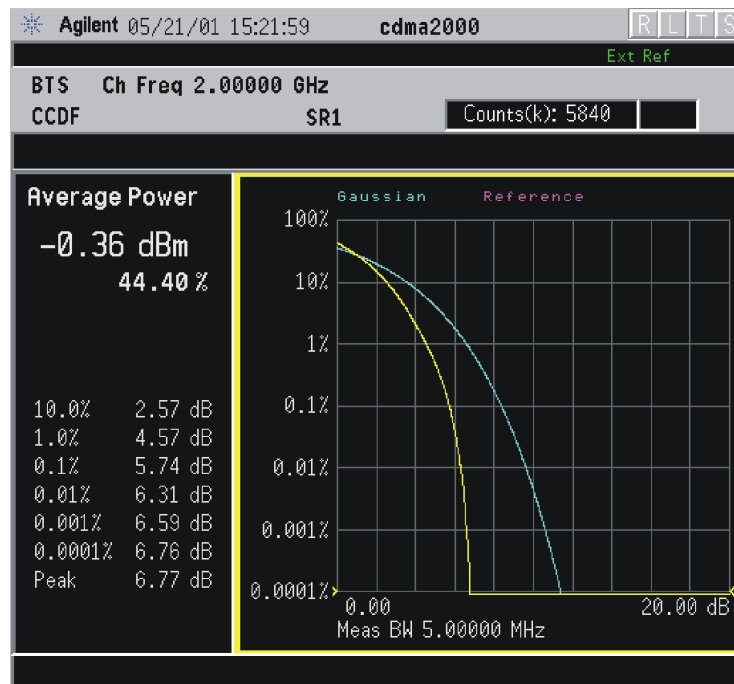 Agilent 05/21/01 15:21:59 cdma2000 R L T S
Ext Ref
BTS Ch Freq 2.00000 GHz
CCDF SR1 Counts(k): 5840
Average Power
-0.36 dBm
44.40 %
10.0% 2.57 dB
1.0% 4.57 dB
0.1% 5.74 dB
0.01% 6.31 dB
0.001% 6.59 dB
0.0001% 6.76 dB
Peak 6.77 dB
Gaussian Reference
100%
10%
1%
0.1%
0.01%
0.001%
0.0001%
0.00 20.00 dB
Meas BW 5.00000 MHz